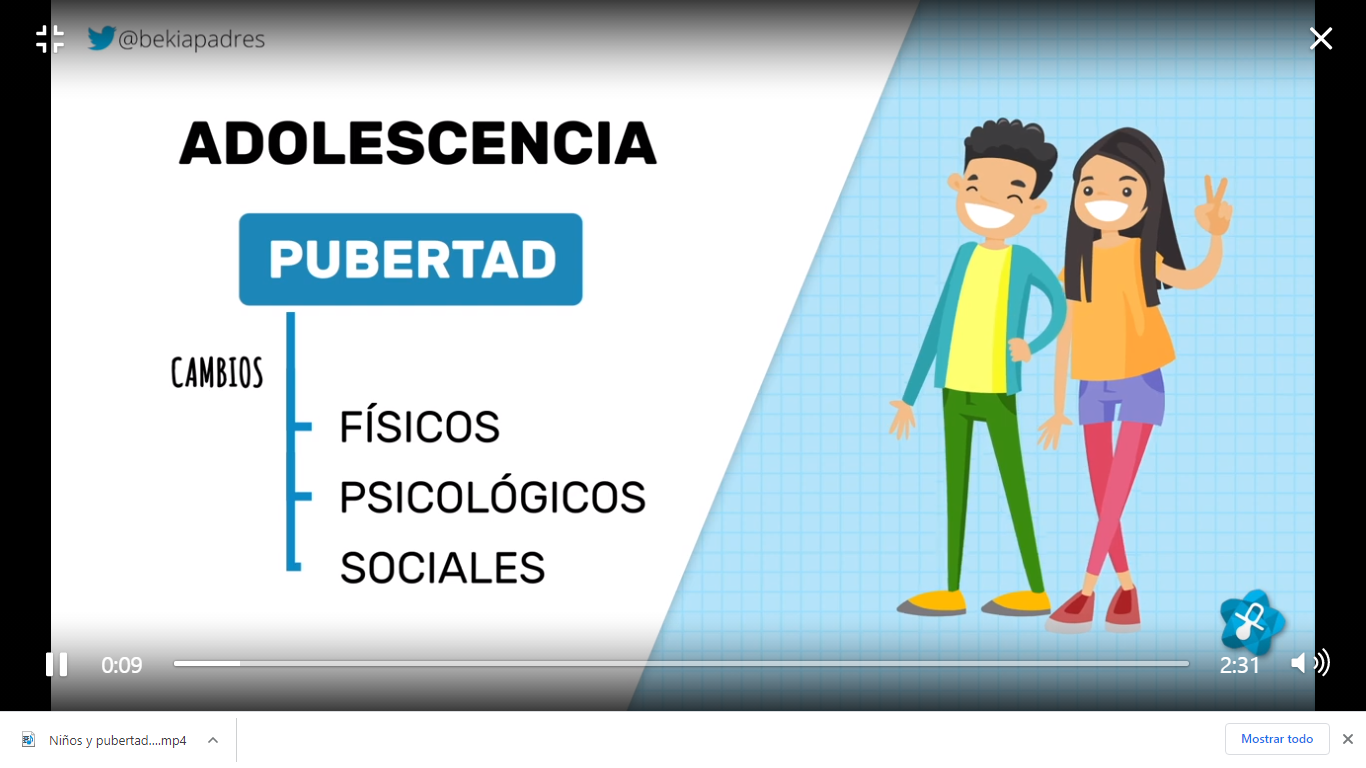 @bekiapadres
ADOLESCENCIA
PUBERTAD
CAMBIOS
FÍSICOS
PSICOLÓGICOS
SOCIALES
0:09
2:31
Niños y pubertad....mp4
Mostrar todo